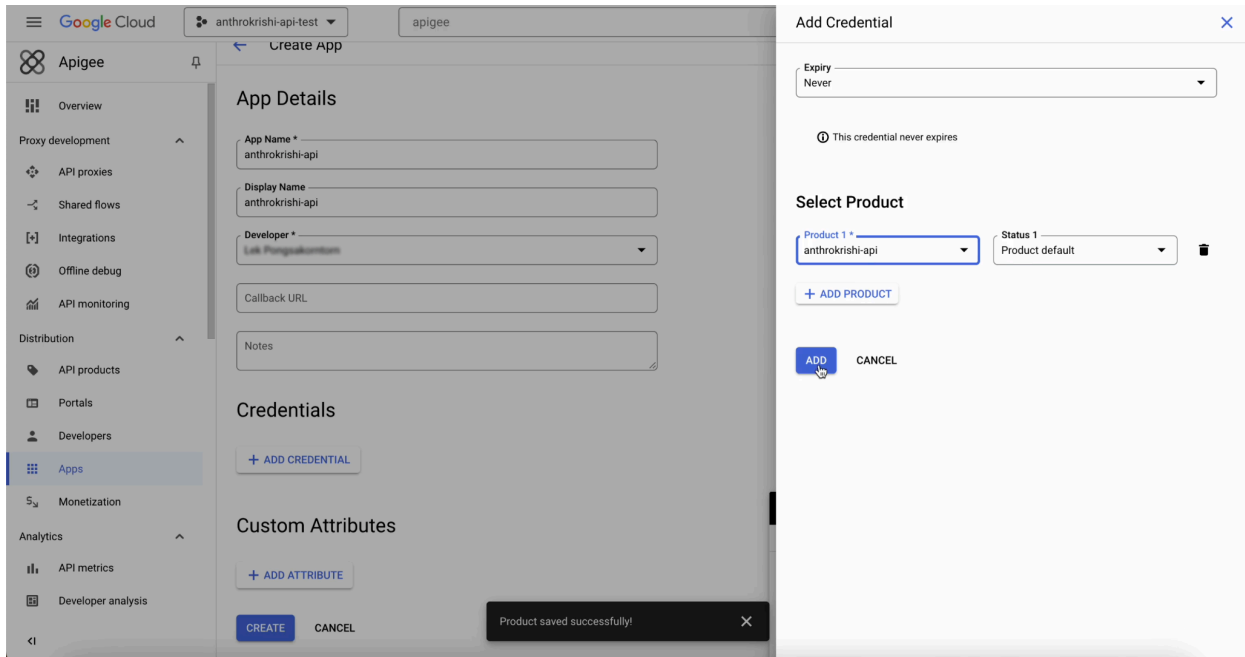 Google Cloud
anthrokrishi-api-test
apigee
Apigee
Overview
Proxy development
API proxies
Shared flows
Integrations
Offline debug
API monitoring
Distribution
API products
Portals
Developers
Apps
Monetization
Analytics
API metrics
Developer analysis
Create App
App Details
App Name *
anthrokrishi-api
Display Name
anthrokrishi-api
Developer *
Callback URL
Notes
Credentials
+ ADD CREDENTIAL
Custom Attributes
+ ADD ATTRIBUTE
CREATE CANCEL
Product saved successfully!
Add Credential
Expiry
Never
This credential never expires
Select Product
Product 1 * Status 1
anthrokrishi-api Product default
+ ADD PRODUCT
ADD CANCEL